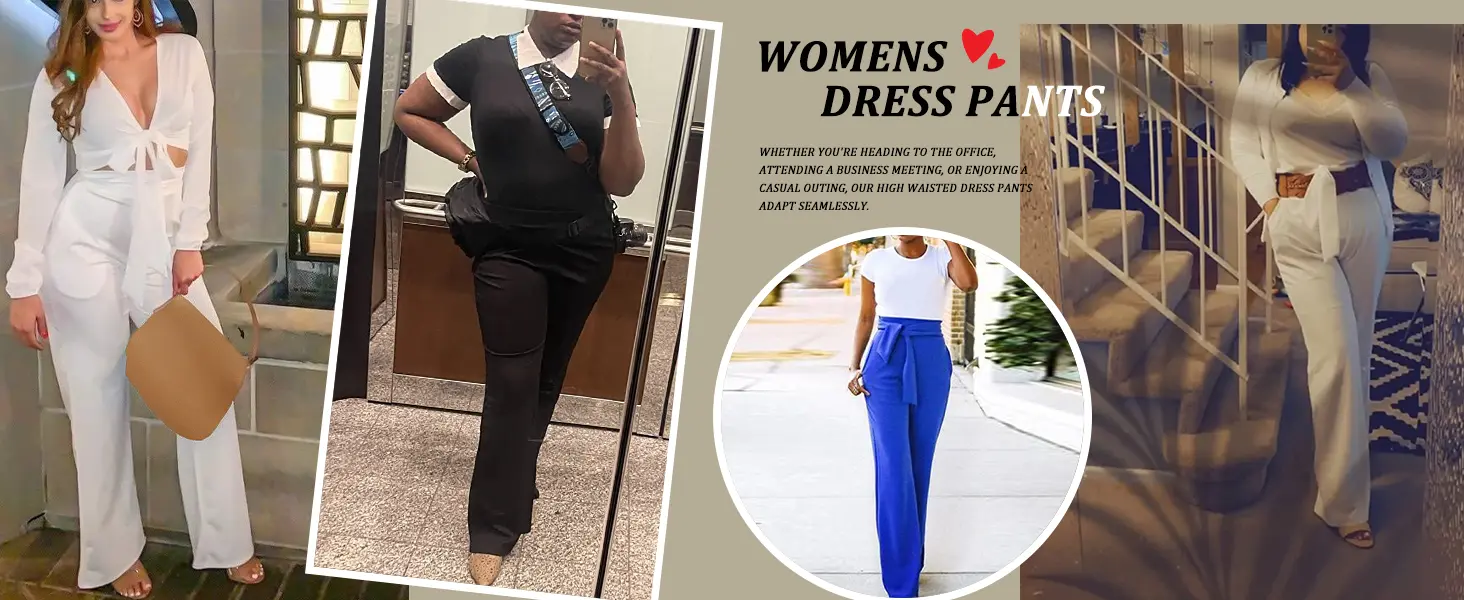 WOMENS
DRESS PANTS
WHETHER YOU'RE HEADING TO THE OFFICE,
ATTENDING A BUSINESS MEETING, OR ENJOYING A
CASUAL OUTING, OUR HIGH WAISTED DRESS PANTS
ADAPT SEAMLESSLY.